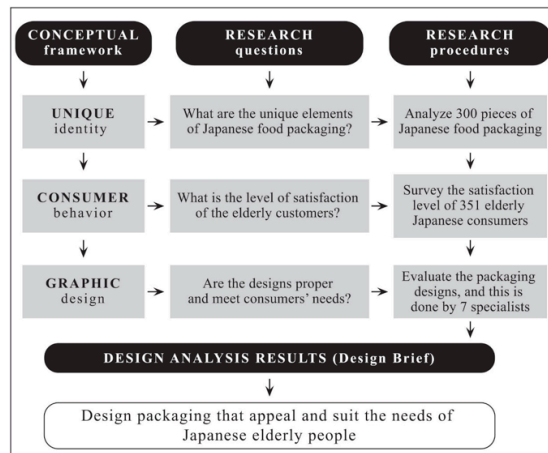 CONCEPTUAL
framework
RESEARCH
questions
RESEARCH
procedures
UNIQUE
identity
What are the unique elements
of Japanese food packaging?
Analyze 300 pieces of
Japanese food packaging
CONSUMER
behavior
What is the level of satisfaction
of the elderly customers?
Survey the satisfaction
level of 351 elderly
Japanese consumers
GRAPHIC
design
Are the designs proper
and meet consumers' needs?
Evaluate the packaging
designs, and this is
done by 7 specialists
DESIGN ANALYSIS RESULTS (Design Brief)
Design packaging that appeal and suit the needs of
Japanese elderly people